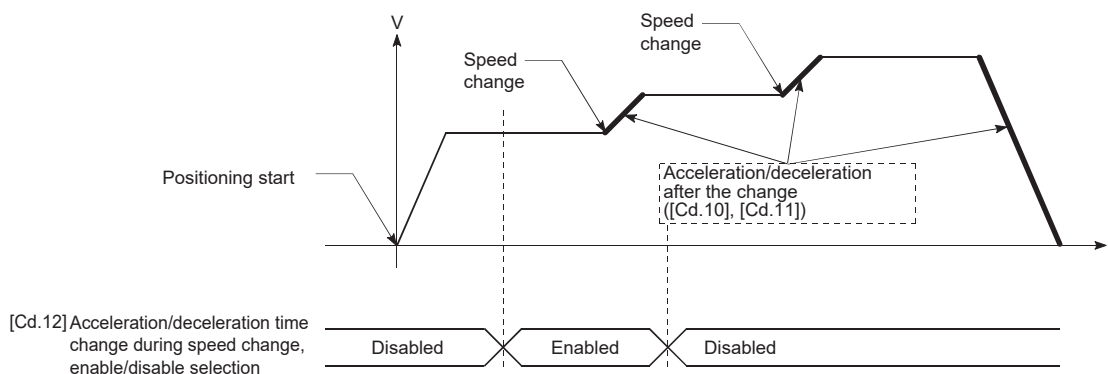 V
Speed
change
Speed
change
Positioning start
Acceleration/deceleration
after the change
([Cd.10], [Cd.11])
[Cd.12] Acceleration/deceleration time
change during speed change,
enable/disable selection
Disabled
Enabled
Disabled